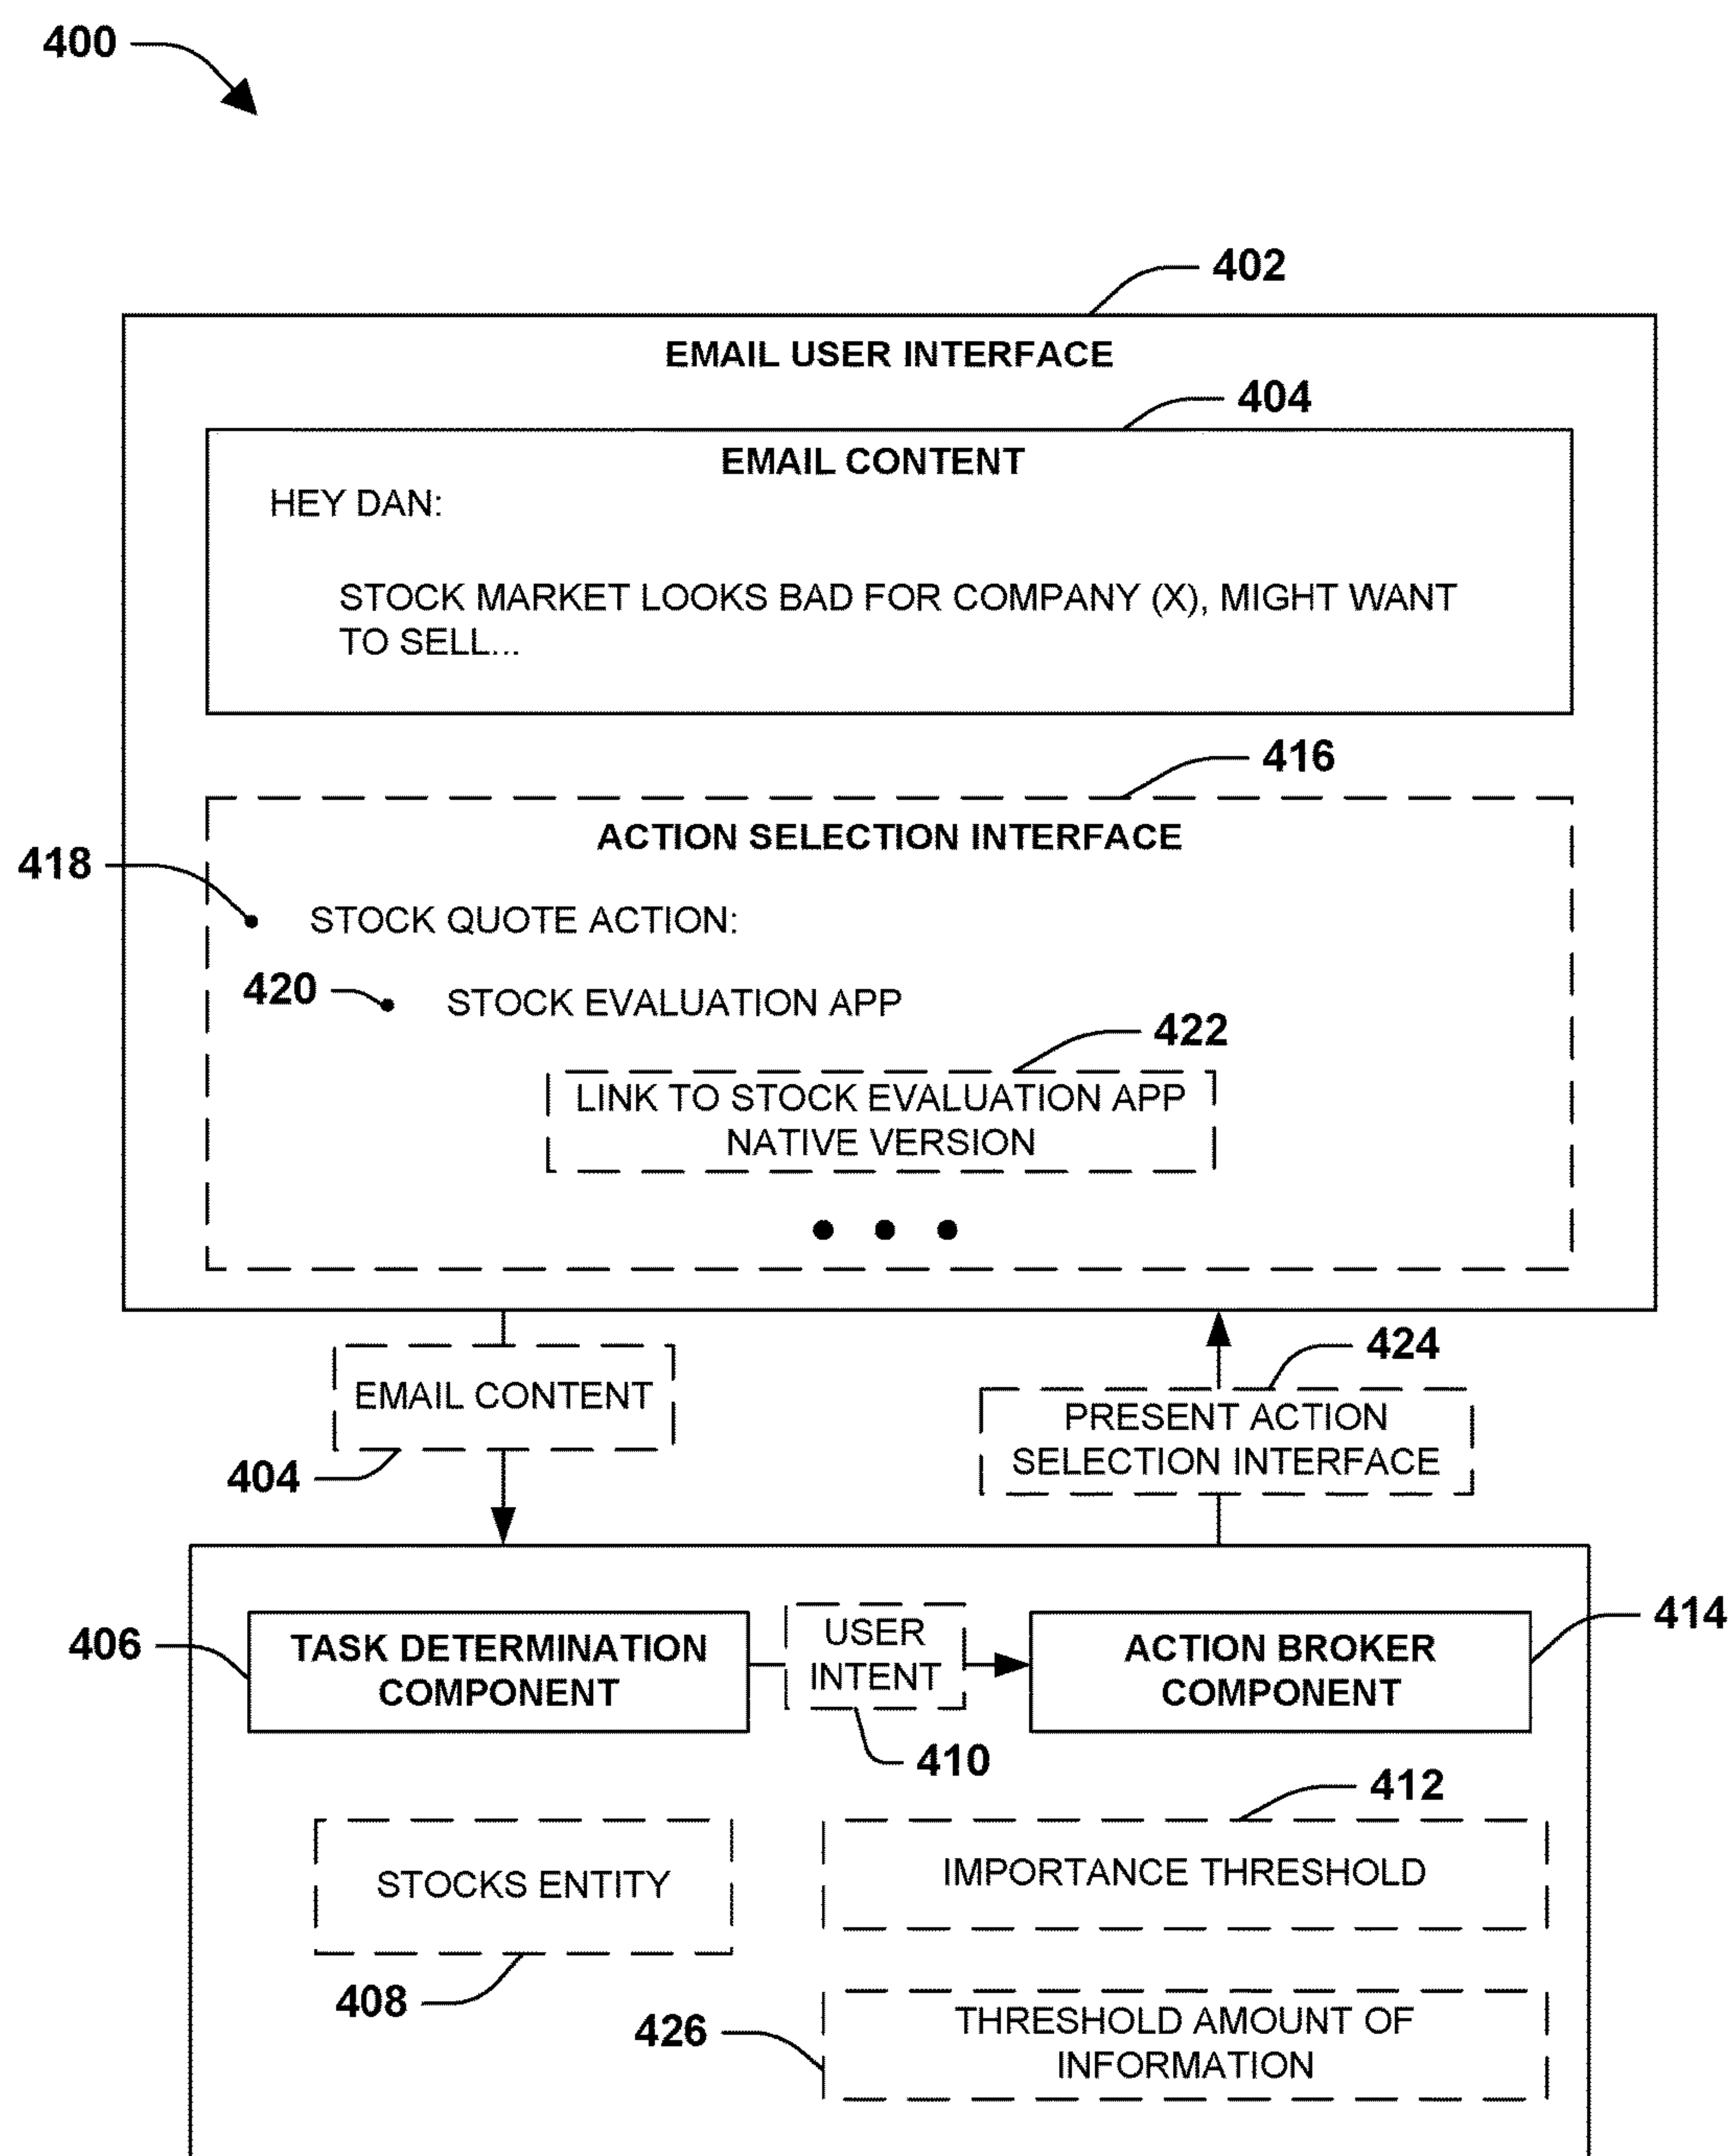 400
402
EMAIL USER INTERFACE
404
EMAIL CONTENT
HEY DAN:
STOCK MARKET LOOKS BAD FOR COMPANY (X), MIGHT WANT
TO SELL...
416
ACTION SELECTION INTERFACE
418
• STOCK QUOTE ACTION:
420
• STOCK EVALUATION APP
422
LINK TO STOCK EVALUATION APP
NATIVE VERSION
• • •
EMAIL CONTENT
404
424
PRESENT ACTION
SELECTION INTERFACE
406
TASK DETERMINATION
COMPONENT
USER
INTENT
410
ACTION BROKER
COMPONENT
414
STOCKS ENTITY
408
412
IMPORTANCE THRESHOLD
426
THRESHOLD AMOUNT OF
INFORMATION